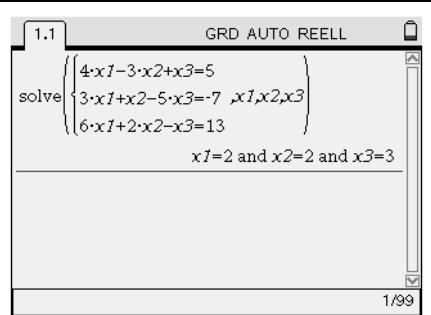 1.1 GRD AUTO REELL
4·x1−3·x2+x3=5
solve( {3·x1+x2−5·x3=-7 ,x1,x2,x3)
6·x1+2·x2−x3=13
x1=2 and x2=2 and x3=3
1/99